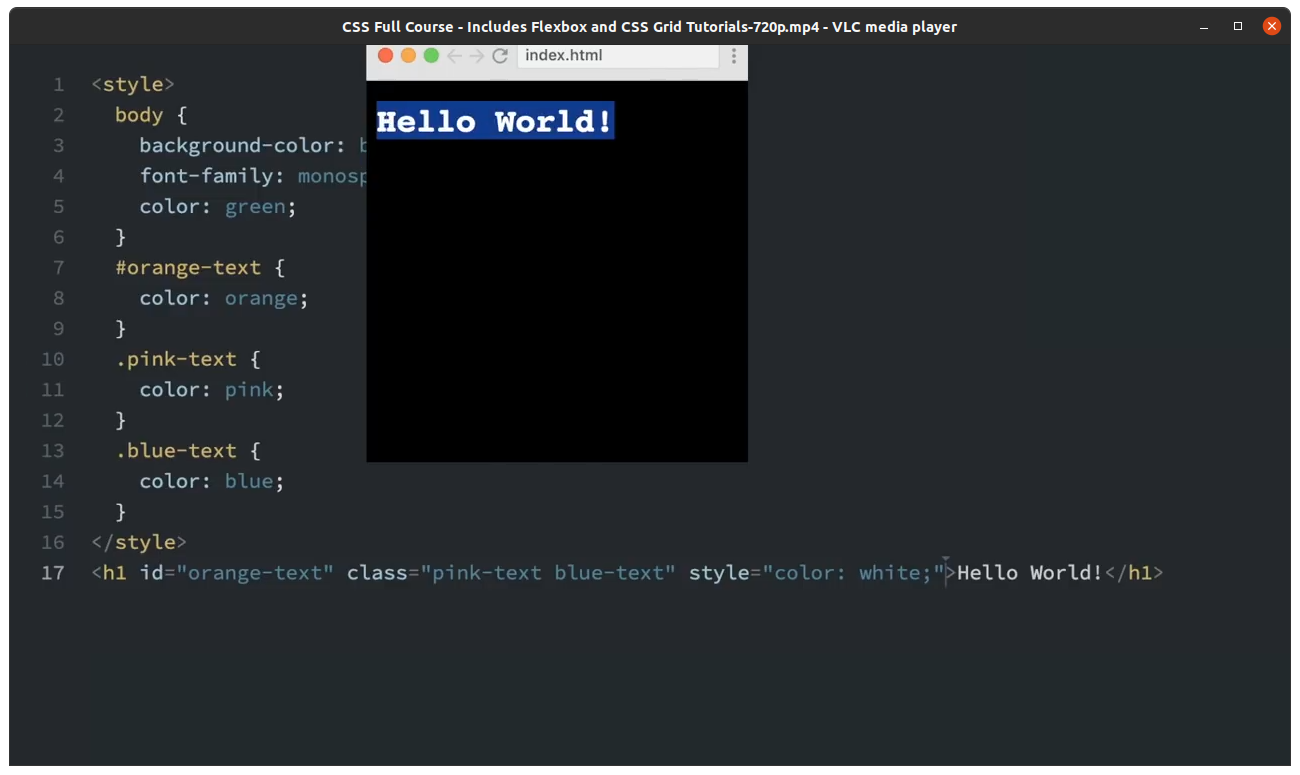 CSS Full Course - Includes Flexbox and CSS Grid Tutorials-720p.mp4 - VLC media player
index.html
Hello World!
1 <style>
2 body {
3 background-color: b
4 font-family: monosp
5 color: green;
6 }
7 #orange-text {
8 color: orange;
9 }
10 .pink-text {
11 color: pink;
12 }
13 .blue-text {
14 color: blue;
15 }
16 </style>
17 <h1 id="orange-text" class="pink-text blue-text" style="color: white;">Hello World!</h1>